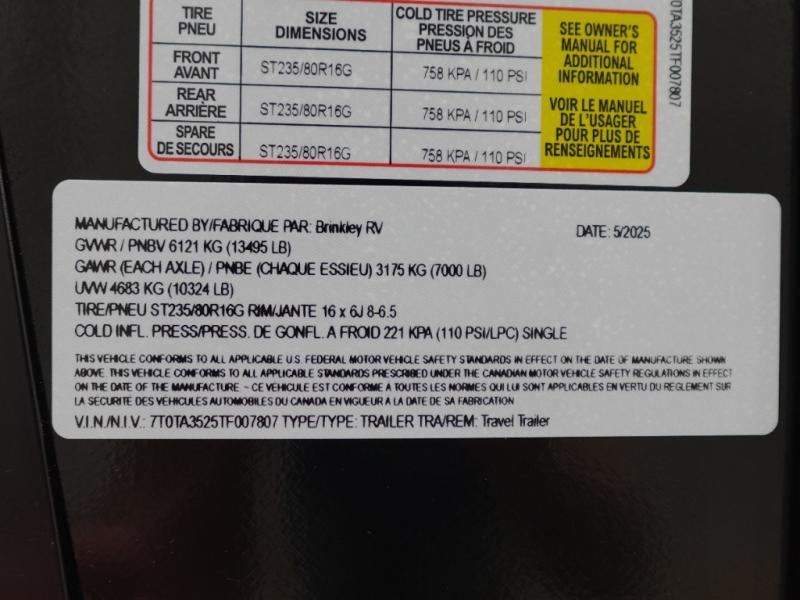 TIRE PNEU SIZE DIMENSIONS COLD TIRE PRESSURE PRESSION DES PNEUS À FROID
FRONT AVANT ST235/80R16G 758 KPA / 110 PSI
REAR ARRIÈRE ST235/80R16G 758 KPA / 110 PSI
SPARE DE SECOURS ST235/80R16G 758 KPA / 110 PSI
SEE OWNER'S
MANUAL FOR
ADDITIONAL
INFORMATION
VOIR LE MANUEL
DE L'USAGER
POUR PLUS DE
RENSEIGNEMENTS
T0TA3525TF007807
MANUFACTURED BY/FABRIQUE PAR: Brinkley RV DATE: 5/2025
GVWR / PNBV 6121 KG (13495 LB)
GAWR (EACH AXLE) / PNBE (CHAQUE ESSIEU) 3175 KG (7000 LB)
UVW 4683 KG (10324 LB)
TIRE/PNEU ST235/80R16G RIM/JANTE 16 x 6J 8-6.5
COLD INFL. PRESS/PRESS. DE GONFL. A FROID 221 KPA (110 PSI/LPC) SINGLE
THIS VEHICLE CONFORMS TO ALL APPLICABLE U.S. FEDERAL MOTOR VEHICLE SAFETY STANDARDS IN EFFECT ON THE DATE OF MANUFACTURE SHOWN
ABOVE. THIS VEHICLE CONFORMS TO ALL APPLICABLE STANDARDS PRESCRIBED UNDER THE CANADIAN MOTOR VEHICLE SAFETY REGULATIONS IN EFFECT
ON THE DATE OF THE MANUFACTURE. ~ CE VEHICULE EST CONFORME A TOUTES LES NORMES QUI LUI SONT APPLICABLES EN VERTU DU REGLEMENT SUR
LA SECURITE DES VEHICULES AUTOMOBILES DU CANADA EN VIGUEUR A LA DATE DE SA FABRICATION
V.I.N./N.I.V.: 7T0TA3525TF007807 TYPE/TYPE: TRAILER TRA/REM: Travel Trailer